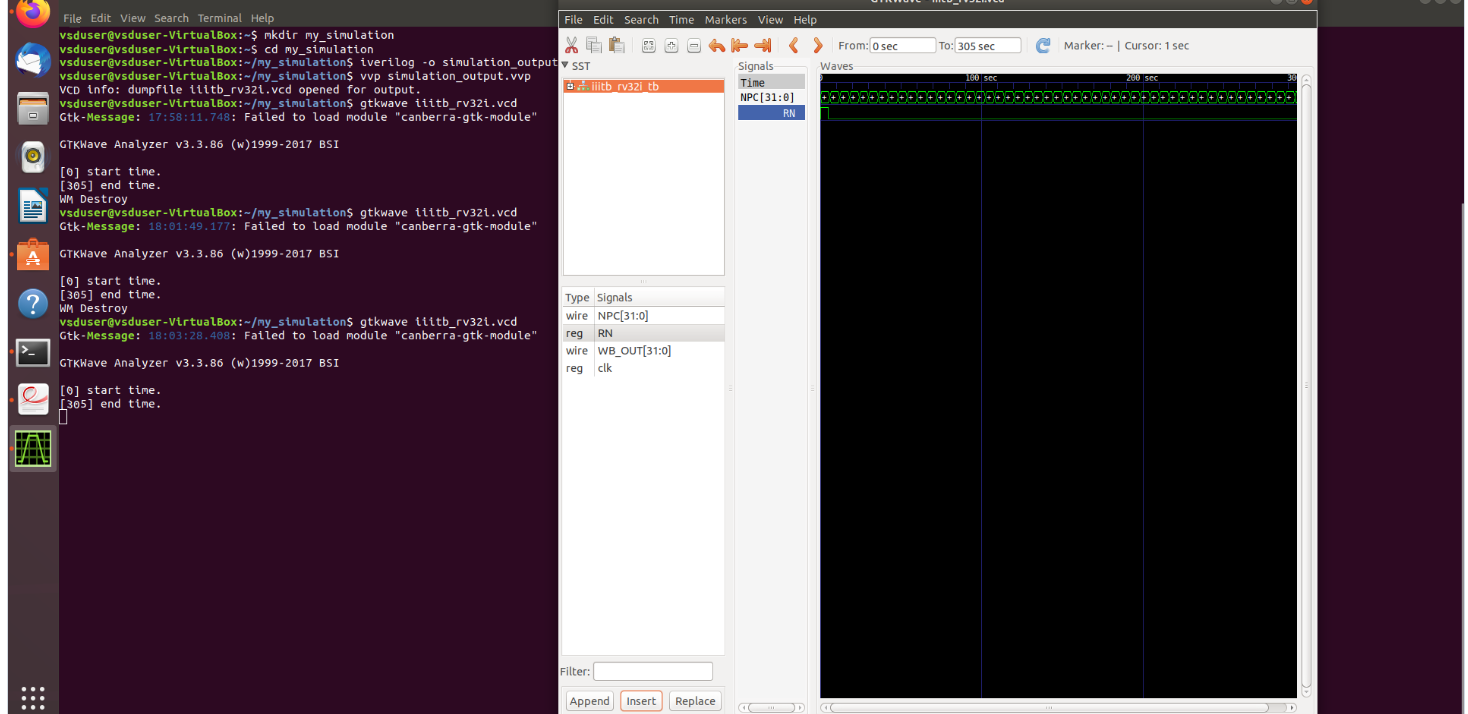 File Edit View Search Terminal Help
vsduser@vsduser-VirtualBox:~$ mkdir my_simulation
vsduser@vsduser-VirtualBox:~$ cd my_simulation
vsduser@vsduser-VirtualBox:~/my_simulation$ iverilog -o simulation_output
vsduser@vsduser-VirtualBox:~/my_simulation$ vvp simulation_output.vvp
VCD info: dumpfile iiitb_rv32i.vcd opened for output.
vsduser@vsduser-VirtualBox:~/my_simulation$ gtkwave iiitb_rv32i.vcd
Gtk-Message: 17:58:11.748: Failed to load module "canberra-gtk-module"
GTKWave Analyzer v3.3.86 (w)1999-2017 BSI
[0] start time.
[305] end time.
WM Destroy
vsduser@vsduser-VirtualBox:~/my_simulation$ gtkwave iiitb_rv32i.vcd
Gtk-Message: 18:01:49.177: Failed to load module "canberra-gtk-module"
GTKWave Analyzer v3.3.86 (w)1999-2017 BSI
[0] start time.
[305] end time.
WM Destroy
vsduser@vsduser-VirtualBox:~/my_simulation$ gtkwave iiitb_rv32i.vcd
Gtk-Message: 18:03:28.408: Failed to load module "canberra-gtk-module"
GTKWave Analyzer v3.3.86 (w)1999-2017 BSI
[0] start time.
[305] end time.
GTKWave - iiitb_rv32i.vcd
File Edit Search Time Markers View Help
From: 0 sec To: 305 sec Marker: -- | Cursor: 1 sec
SST
iiitb_rv32i_tb
Type Signals
wire NPC[31:0]
reg RN
wire WB_OUT[31:0]
reg clk
Filter:
Append Insert Replace
Signals
Time
NPC[31:0]
RN
Waves
100 sec 200 sec 30